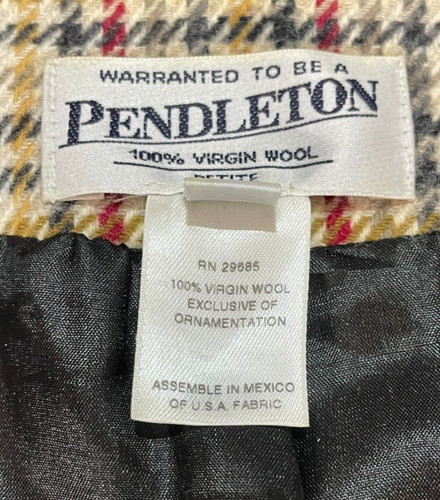 WARRANTED TO BE A
PENDLETON
100% VIRGIN WOOL
PETITE
RN 29685
100% VIRGIN WOOL
EXCLUSIVE OF
ORNAMENTATION
ASSEMBLE IN MEXICO
OF U.S.A. FABRIC